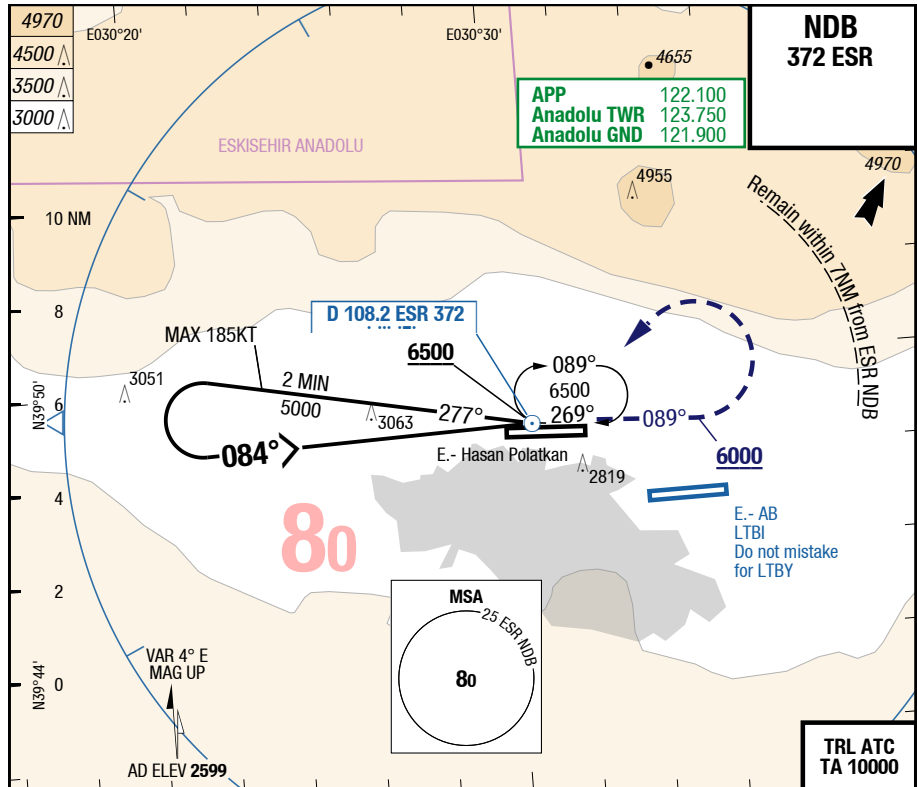 4970
4500
3500
3000
E030°20'
E030°30'
4655
NDB
372 ESR
APP 122.100
Anadolu TWR 123.750
Anadolu GND 121.900
ESKISEHIR ANADOLU
4955
4970
Remain within 7NM from ESR NDB
10 NM
8
D 108.2 ESR 372
MAX 185KT
6500
089°
3051
2 MIN
6500
N39°50'
6
5000
3063
277°
269°
089°
084°
E.- Hasan Polatkan
6000
2819
4
80
E.- AB
LTBI
Do not mistake
for LTBY
2
MSA
25 ESR NDB
80
VAR 4° E
MAG UP
N39°44'
0
AD ELEV 2599
TRL ATC
TA 10000